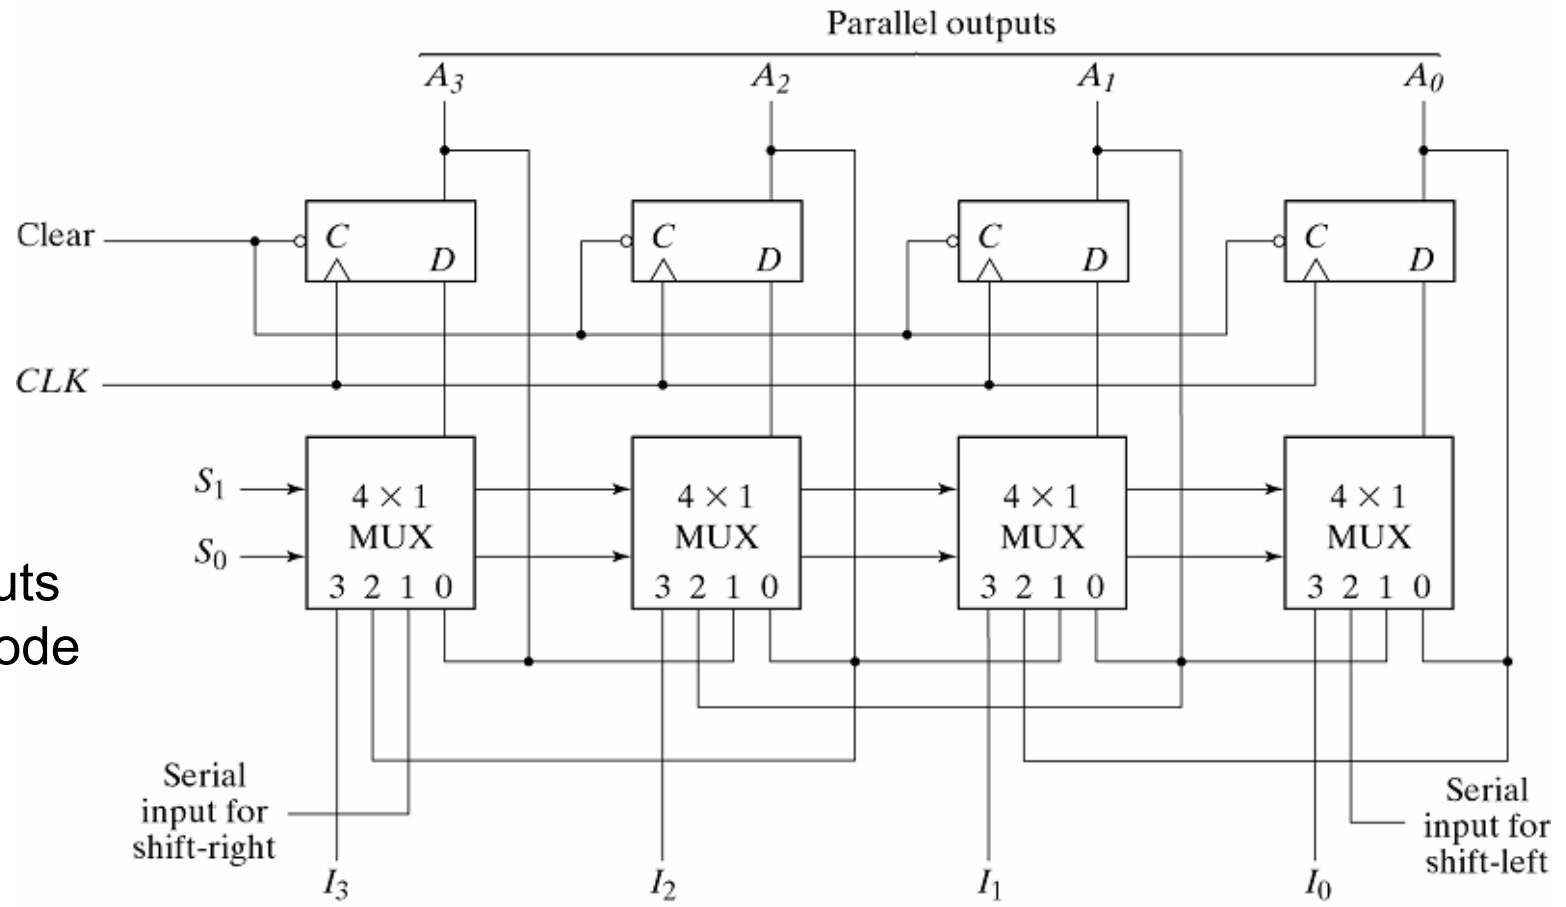 Parallel outputs
A3 A2 A1 A0
Clear
C D C D C D C D
CLK
S1
S0
4 × 1 4 × 1 4 × 1 4 × 1
MUX MUX MUX MUX
3 2 1 0 3 2 1 0 3 2 1 0 3 2 1 0
Serial
input for
shift-right
Serial
input for
shift-left
I3 I2 I1 I0